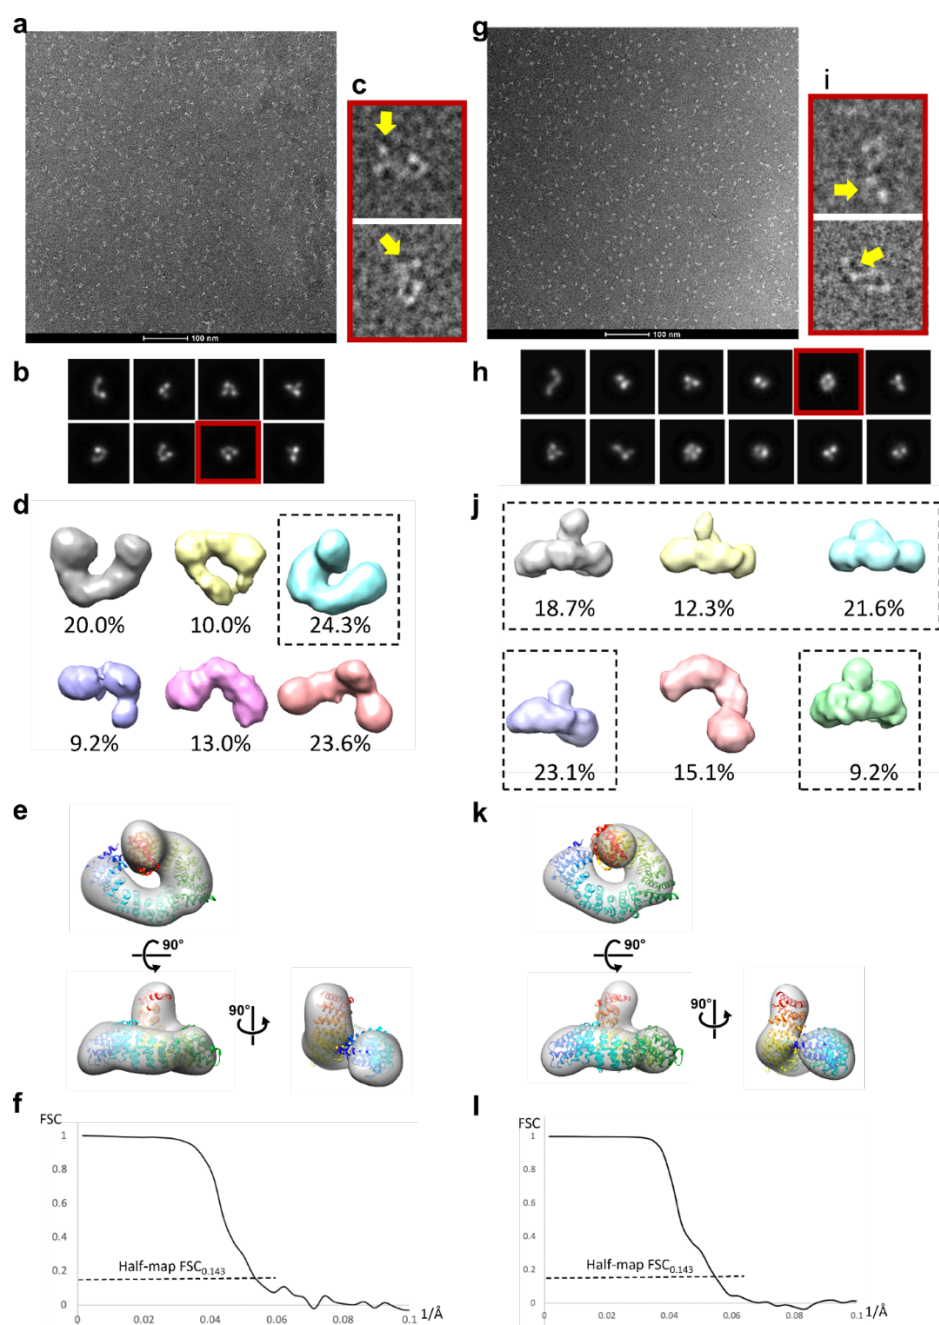 a
g
c
i
100 nm
100 nm
b
h
d
j
20.0%
10.0%
24.3%
18.7%
12.3%
21.6%
9.2%
13.0%
23.6%
23.1%
15.1%
9.2%
e
k
90°
90°
90°
90°
f
l
FSC
1
0.8
0.6
0.4
0.2
0
Half-map FSC0.143
0
0.02
0.04
0.06
0.08
0.1
1/Å
FSC
1
0.8
0.6
0.4
0.2
0
Half-map FSC0.143
0
0.02
0.04
0.06
0.08
0.1
1/Å